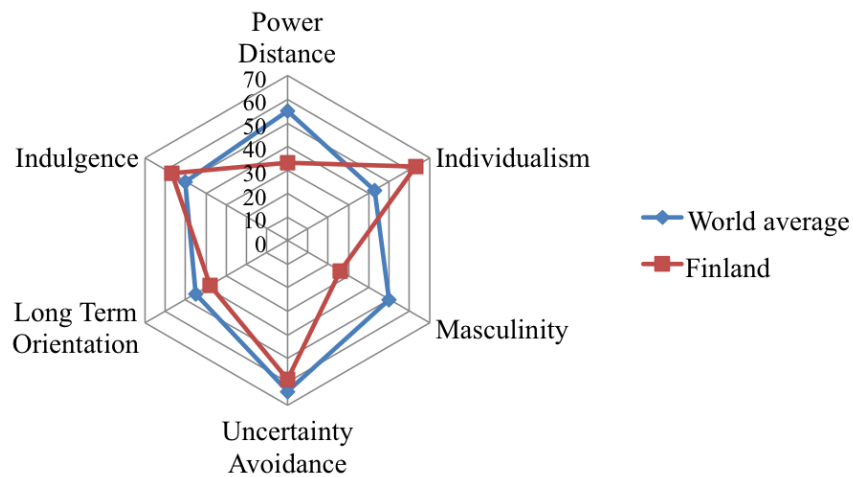 Power
Distance
70
60
50
40
30
20
10
0
Individualism
Masculinity
Uncertainty
Avoidance
Long Term
Orientation
Indulgence
World average
Finland